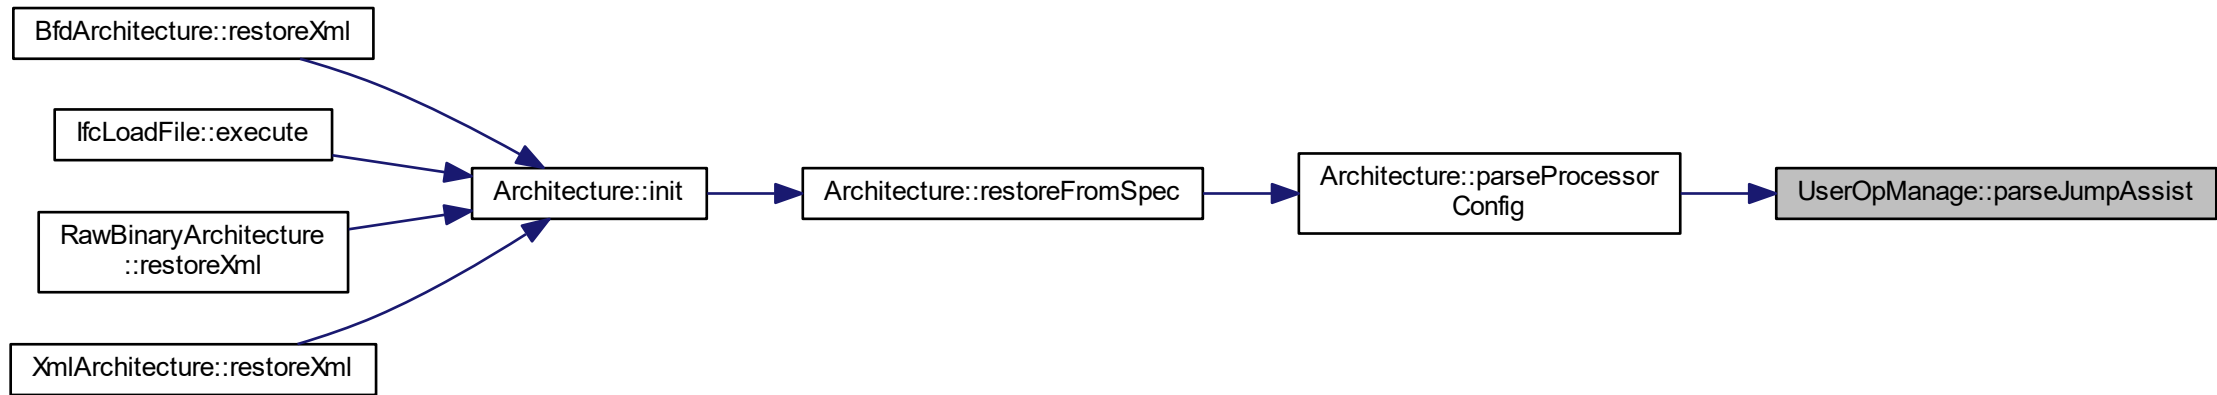 BfdArchitecture::restoreXml
IfcLoadFile::execute
RawBinaryArchitecture
::restoreXml
XmlArchitecture::restoreXml
Architecture::init
Architecture::restoreFromSpec
Architecture::parseProcessor
Config
UserOpManage::parseJumpAssist